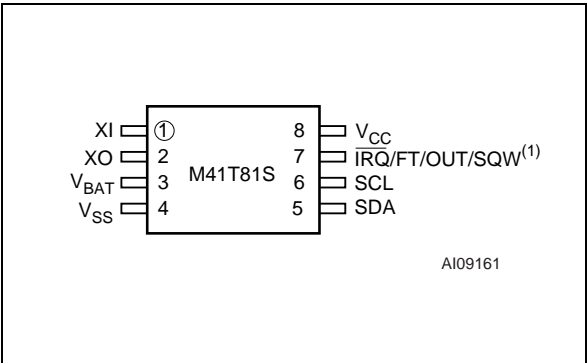 XI 1 8 VCC
XO 2 7 IRQ/FT/OUT/SQW(1)
VBAT 3 M41T81S 6 SCL
VSS 4 5 SDA
AI09161